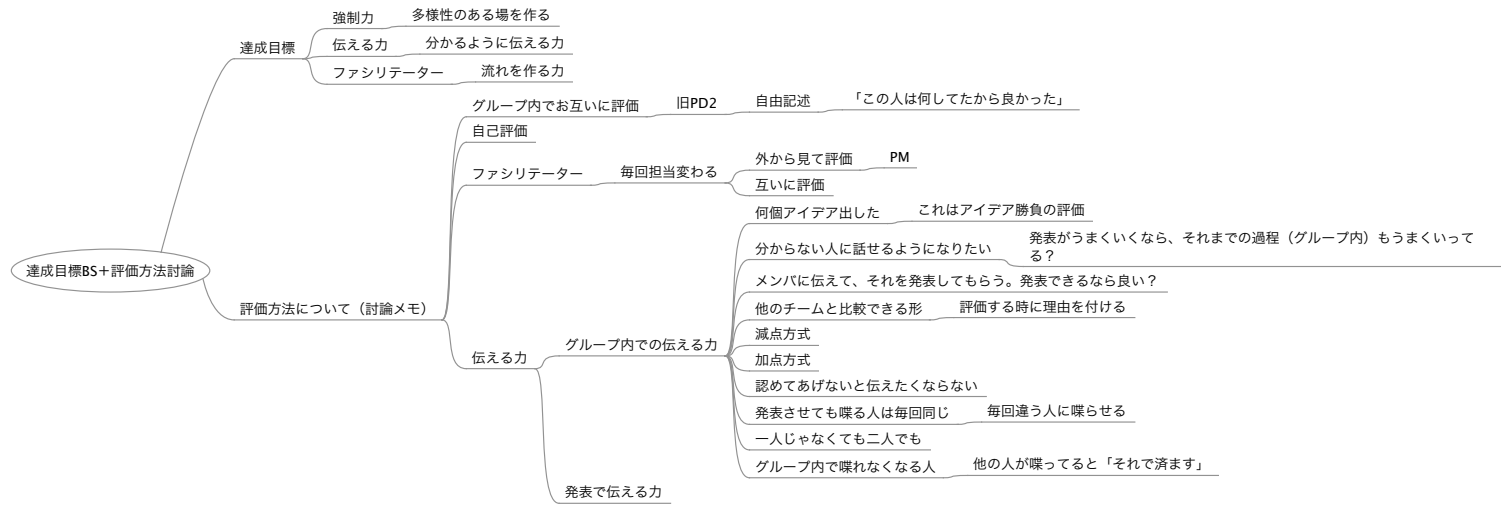 達成目標BS＋評価方法討論
達成目標
強制力
多様性のある場を作る
伝える力
分かるように伝える力
ファシリテーター
流れを作る力
評価方法について（討論メモ）
グループ内でお互いに評価
旧PD2
自由記述
「この人は何してたから良かった」
自己評価
ファシリテーター
毎回担当変わる
外から見て評価
PM
互いに評価
伝える力
グループ内での伝える力
何個アイデア出した
これはアイデア勝負の評価
分からない人に話せるようになりたい
発表がうまくいくなら、それまでの過程（グループ内）もうまくいって
る？
メンバに伝えて、それを発表してもらう。発表できるなら良い？
他のチームと比較できる形
評価する時に理由を付ける
減点方式
加点方式
認めてあげないと伝えたくならない
発表させても喋る人は毎回同じ
毎回違う人に喋らせる
一人じゃなくても二人でも
グループ内で喋れなくなる人
他の人が喋ってると「それで済ます」
発表で伝える力